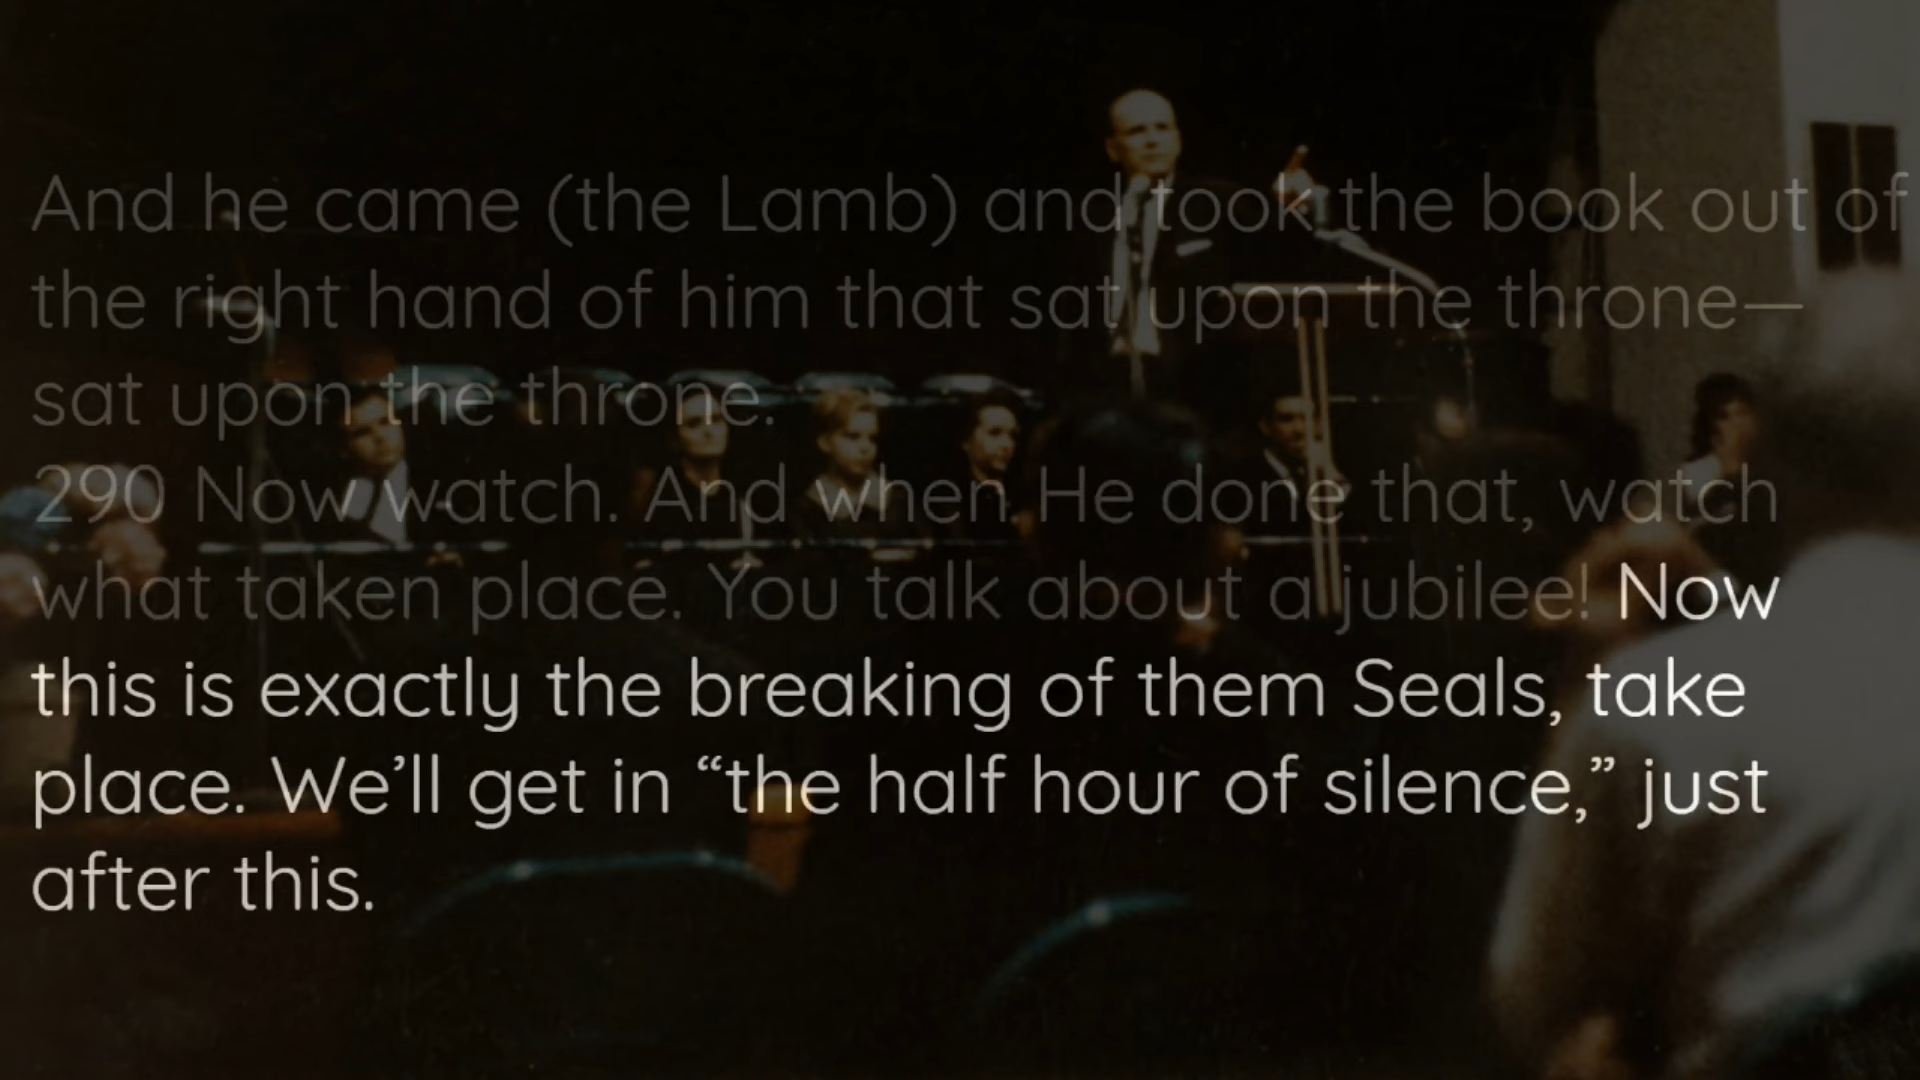 And he came (the Lamb) and took the book out of
the right hand of him that sat upon the throne—
sat upon the throne.
290 Now watch. And when He done that, watch
what taken place. You talk about a jubilee! Now
this is exactly the breaking of them Seals, take
place. We’ll get in “the half hour of silence,” just
after this.